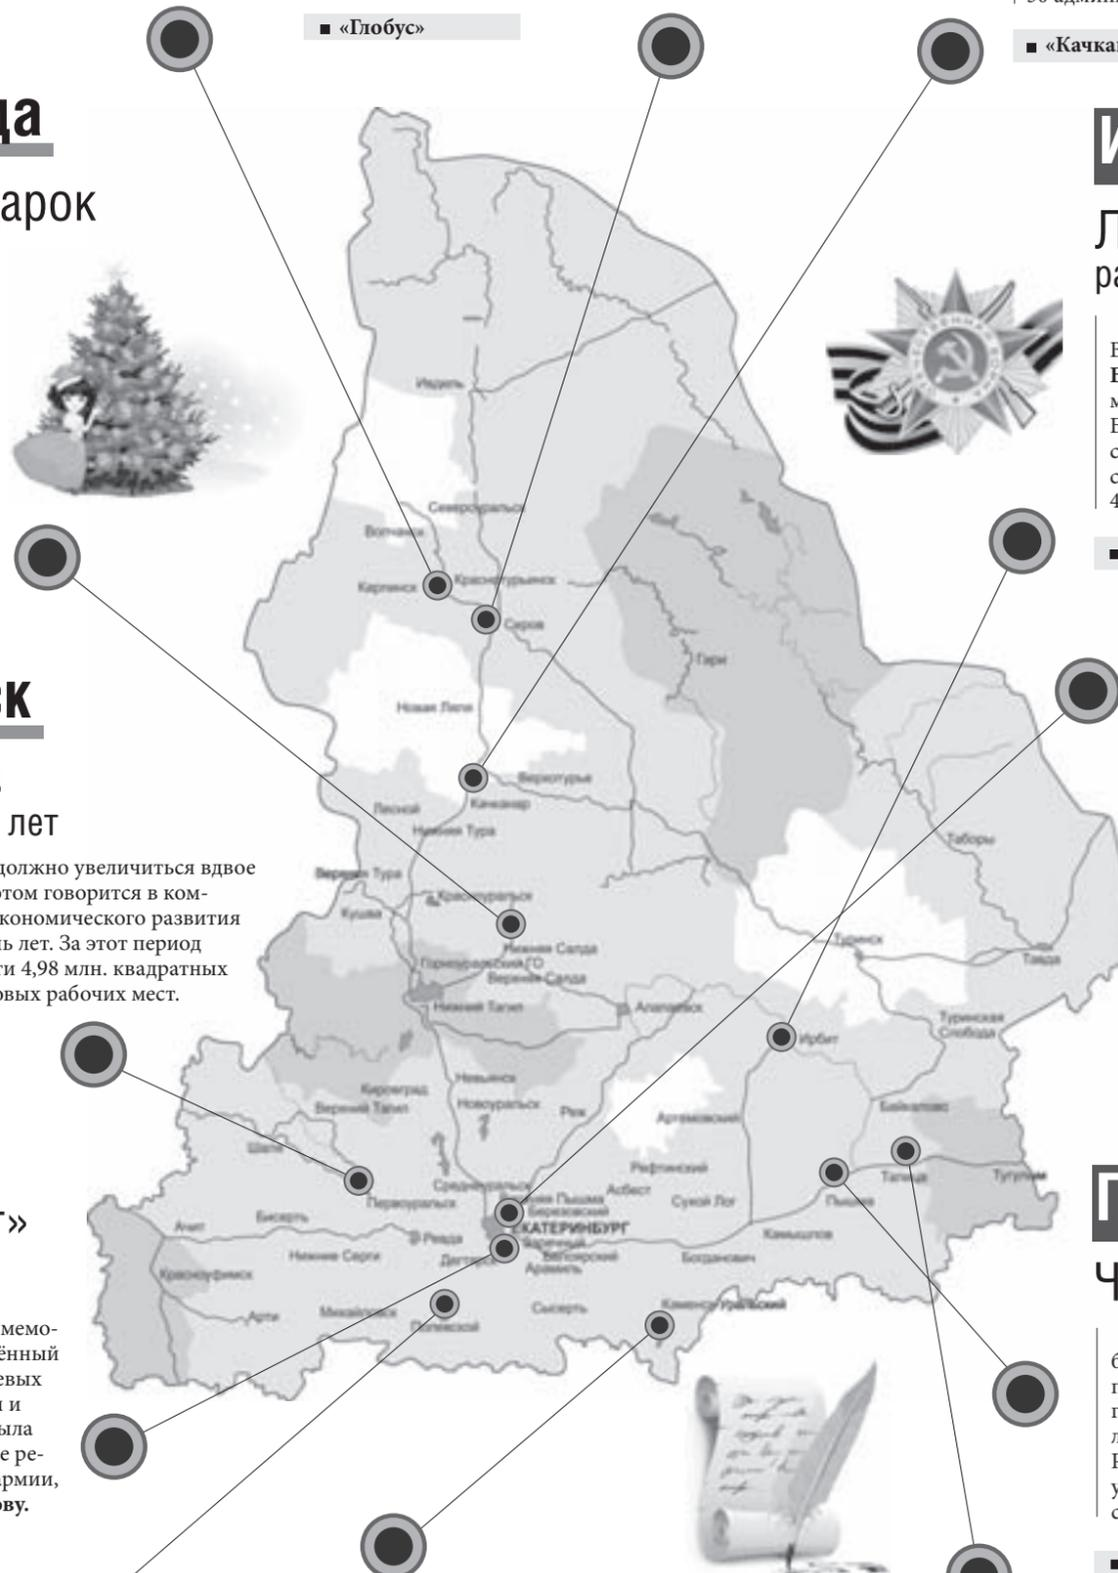 ■ «Глобус»
да
арок
Ивдель
Североуральск
Волчанск
Карпинск
Краснотурьинск
Серов
Гари
ск
Новая Ляля
лет
Верхотурье
Качканар
Лесной
Нижняя Тура
Таборы
должно увеличиться вдвое
этом говорится в ком-
экономического развития
ь лет. За этот период
ти 4,98 млн. квадратных
овых рабочих мест.
Верхняя Тура
Красноуральск
Кушва
Туринск
Тавда
Нижняя Салда
Горноуральский ГО
Верхняя Салда
Нижний Тагил
Алапаевск
Туринская
Слобода
Ирбит
Кировград
Невьянск
Верхний Тагил
Новоуральск
Реж
Артемовский
Байкалово
Шаля
Рефтинский
Среднеуральск
Асбест
Сухой Лог
Первоуральск
Пышма
Талица
Тугулым
Березовский
ЕКАТЕРИНБУРГ
Ачит
Бисерть
Ревда
Заречный
Камышлов
Нижние Серги
Дегтярск
Белоярский
Богданович
Арамиль
Красноуфимск
Арти
Михайловск
Полевской
Сысерть
Каменск-Уральский
т»
мемо-
ённый
евых
и и
ыла
е ре-
армии,
ову.